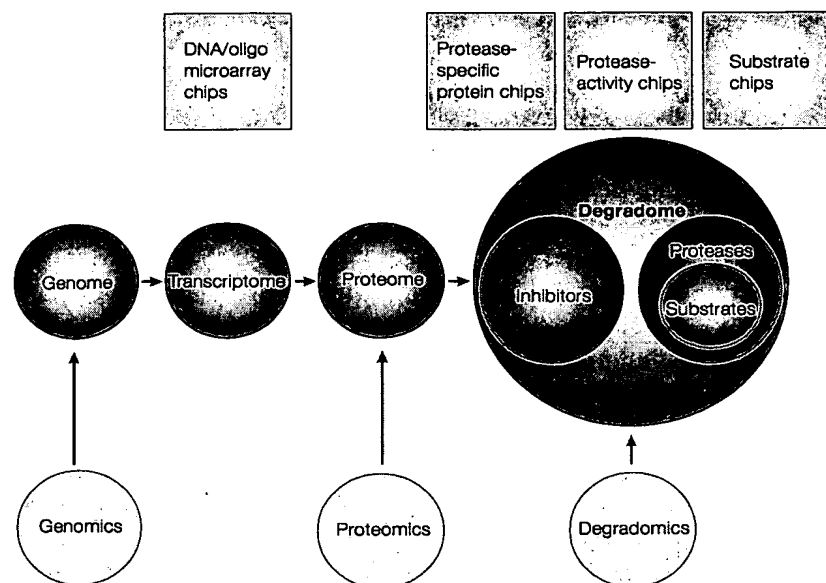 DNA/oligo
microarray
chips
Protease-
specific
protein chips
Protease-
activity chips
Substrate
chips
Degradome
Proteases
Genome
Transcriptome
Proteome
Inhibitors
Substrates
Genomics
Proteomics
Degradomics